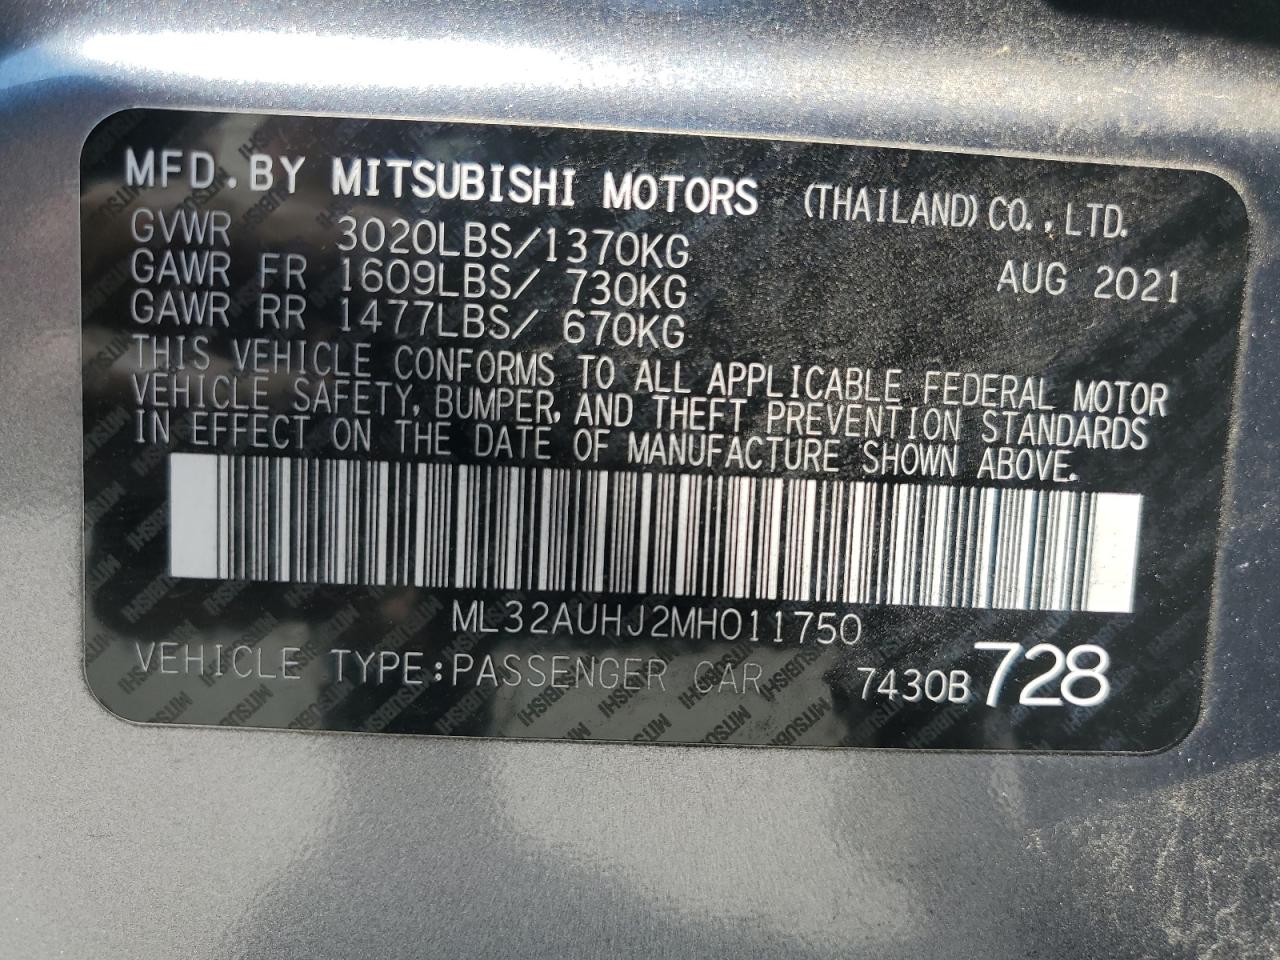 MFD.BY MITSUBISHI MOTORS (THAILAND) CO., LTD.
GVWR 3020LBS/1370KG
GAWR FR 1609LBS/ 730KG AUG 2021
GAWR RR 1477LBS/ 670KG
THIS VEHICLE CONFORMS TO ALL APPLICABLE FEDERAL MOTOR
VEHICLE SAFETY, BUMPER, AND THEFT PREVENTION STANDARDS
IN EFFECT ON THE DATE OF MANUFACTURE SHOWN ABOVE.
ML32AUHJ2MH011750
VEHICLE TYPE:PASSENGER CAR 7430B 728